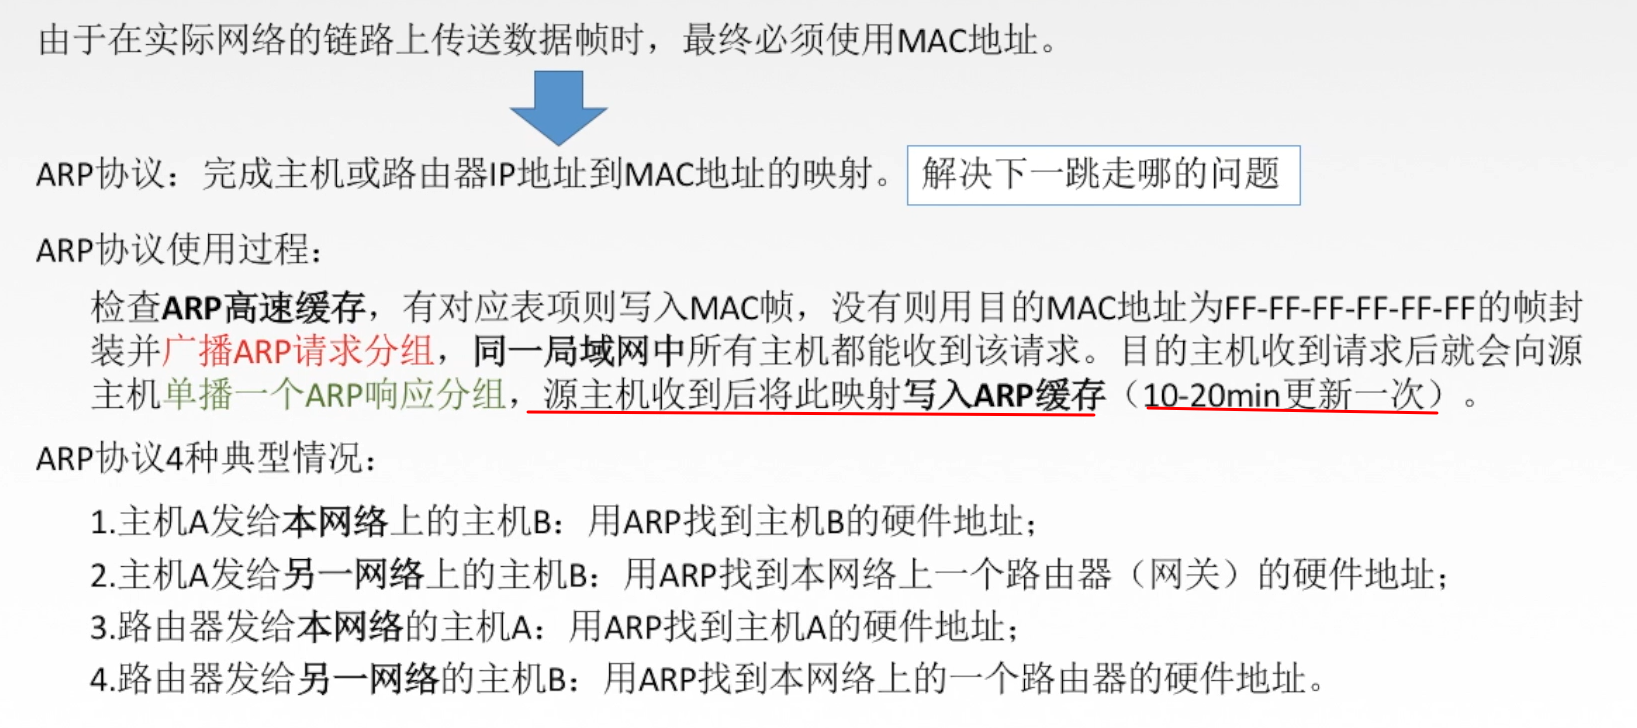 由于在实际网络的链路上传送数据帧时，最终必须使用MAC地址。
ARP协议：完成主机或路由器IP地址到MAC地址的映射。
解决下一跳走哪的问题
ARP协议使用过程：
检查ARP高速缓存，有对应表项则写入MAC帧，没有则用目的MAC地址为FF-FF-FF-FF-FF-FF的帧封
装并广播ARP请求分组，同一局域网中所有主机都能收到该请求。目的主机收到请求后就会向源
主机单播一个ARP响应分组，源主机收到后将此映射写入ARP缓存（10-20min更新一次）。
ARP协议4种典型情况：
1.主机A发给本网络上的主机B：用ARP找到主机B的硬件地址；
2.主机A发给另一网络上的主机B：用ARP找到本网络上一个路由器（网关）的硬件地址；
3.路由器发给本网络的主机A：用ARP找到主机A的硬件地址；
4.路由器发给另一网络的主机B：用ARP找到本网络上的一个路由器的硬件地址。